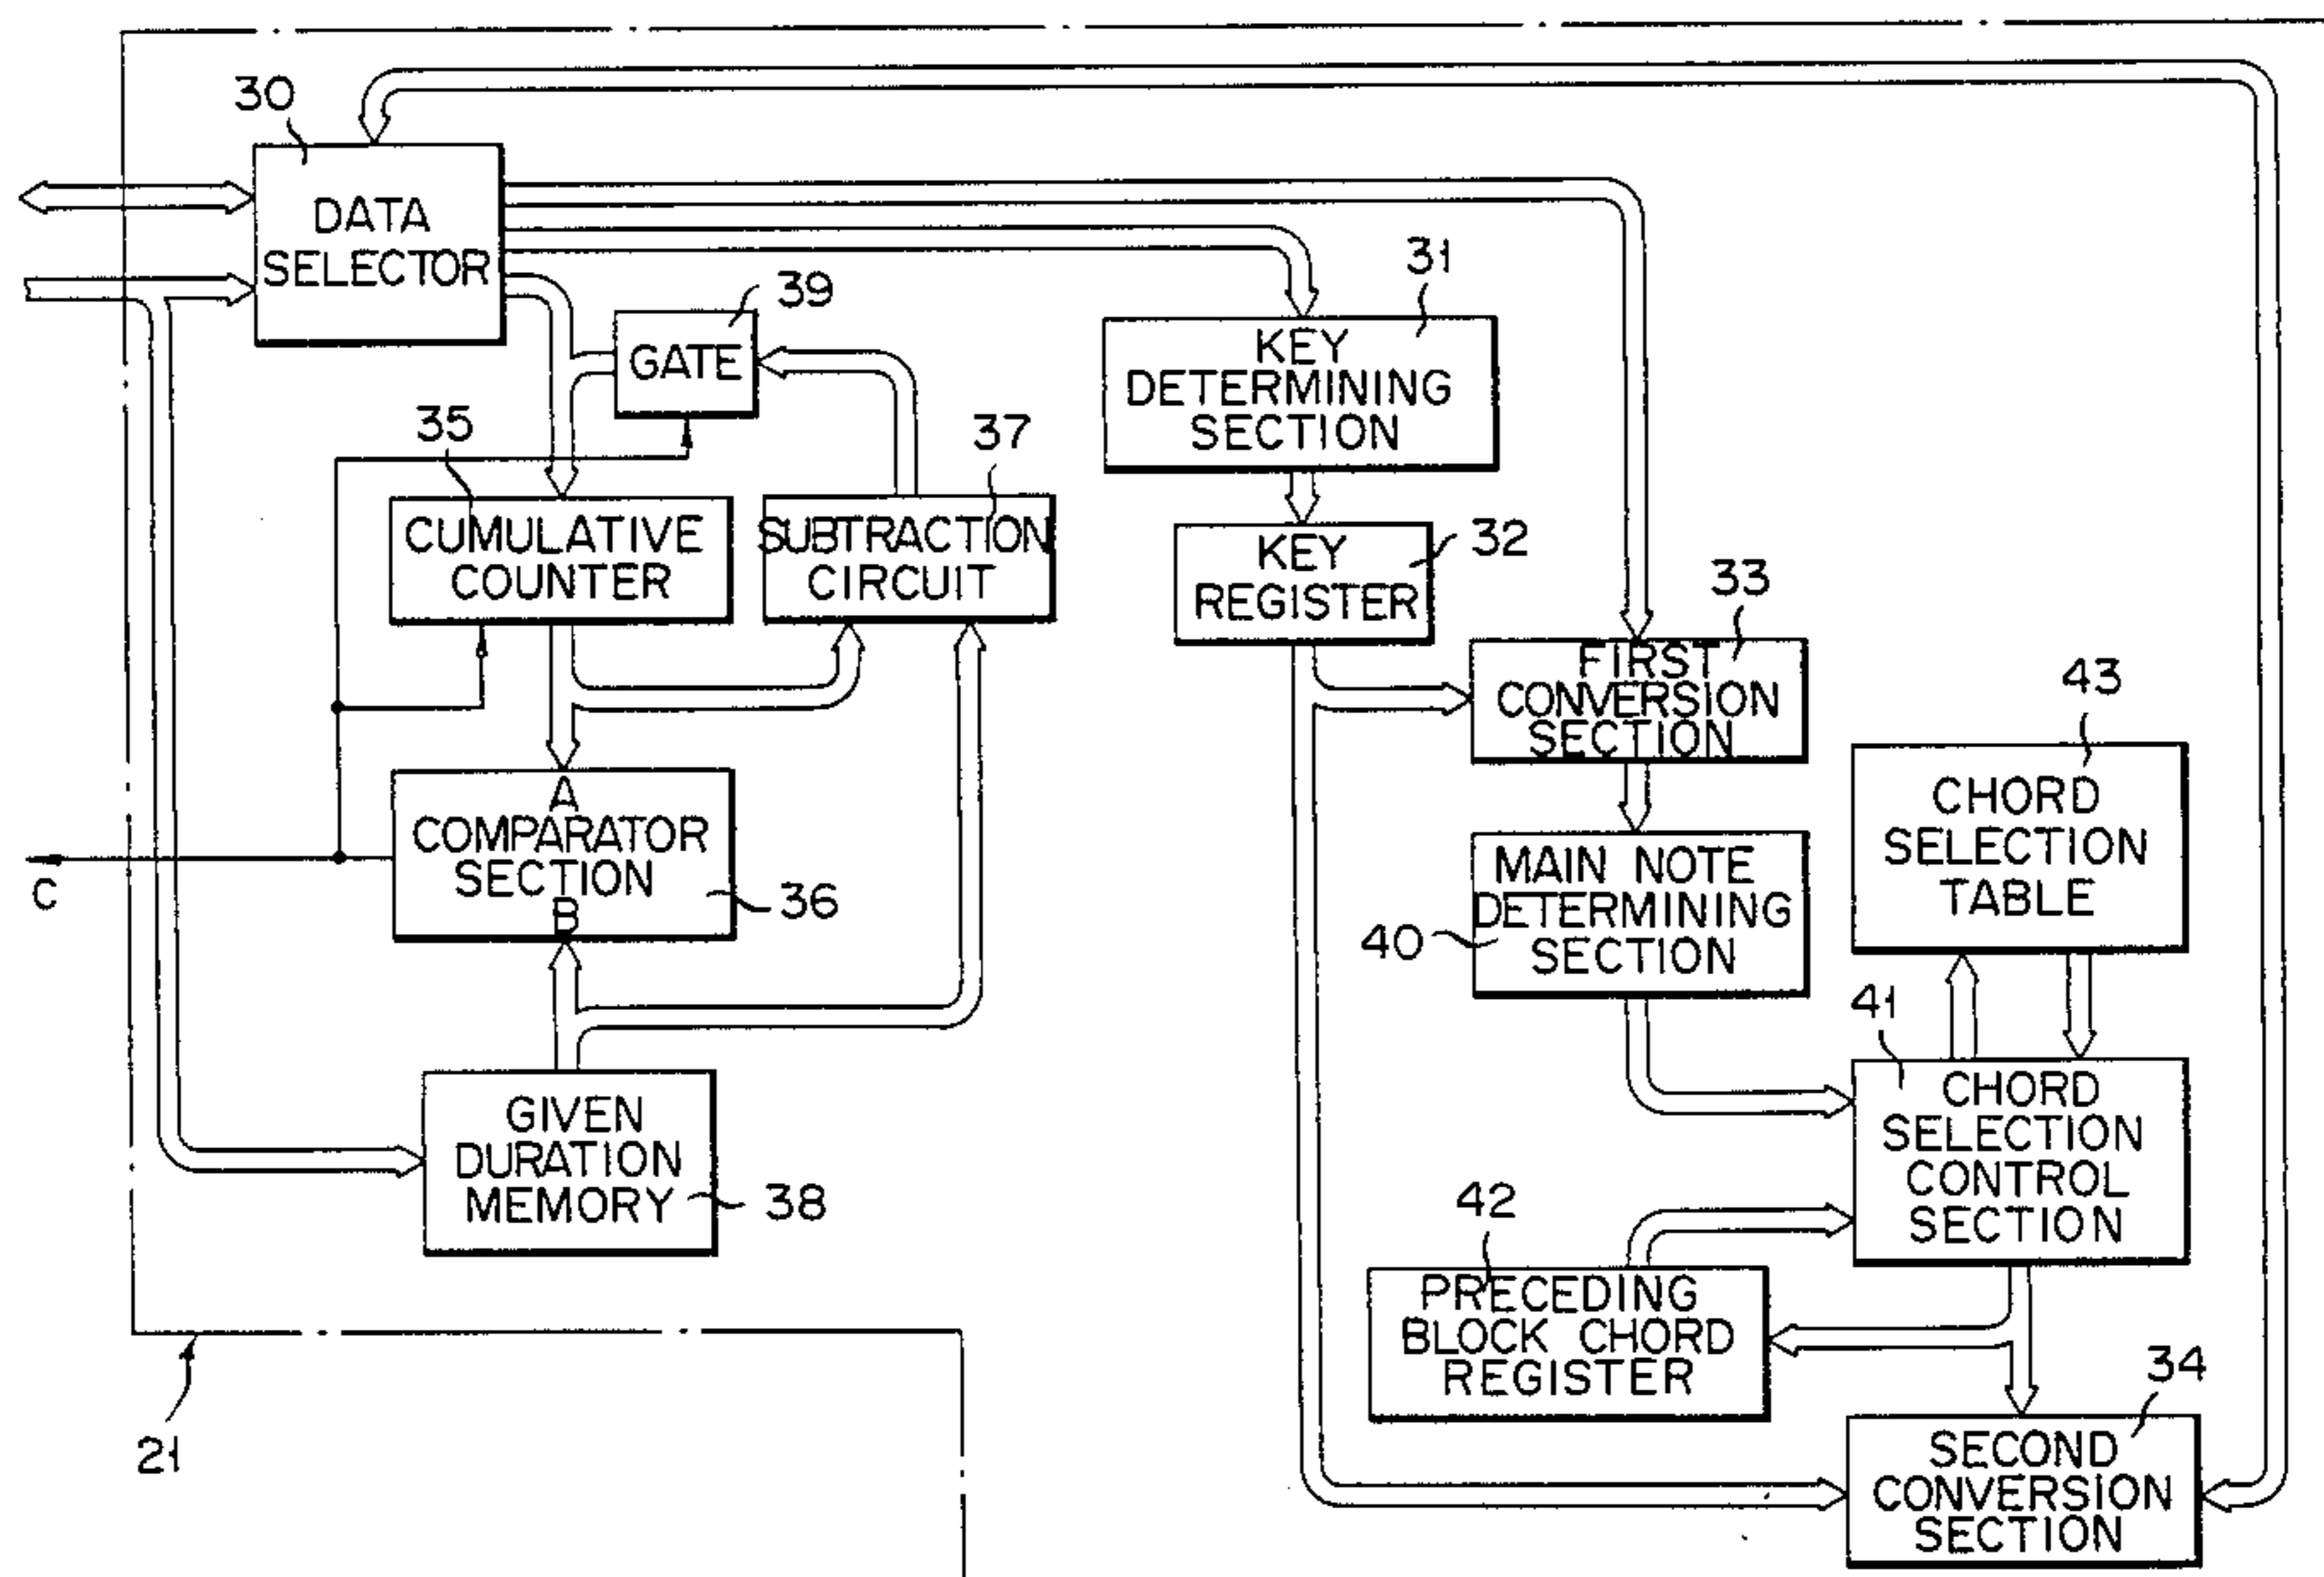 30
DATA
SELECTOR
39
GATE
31
KEY
DETERMINING
SECTION
35
CUMULATIVE
COUNTER
37
SUBTRACTION
CIRCUIT
32
KEY
REGISTER
33
FIRST
CONVERSION
SECTION
43
CHORD
SELECTION
TABLE
A
COMPARATOR
SECTION
B
36
C
MAIN NOTE
DETERMINING
SECTION
40
41
CHORD
SELECTION
CONTROL
SECTION
GIVEN
DURATION
MEMORY
38
42
PRECEDING
BLOCK CHORD
REGISTER
34
SECOND
CONVERSION
SECTION
21